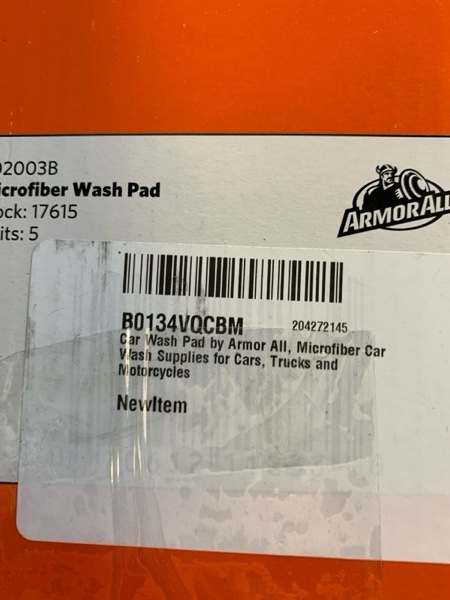 02003B
icrofiber Wash Pad
ock: 17615
its: 5
ARMORALL
B0134VQCBM 204272145
Car Wash Pad by Armor All, Microfiber Car
Wash Supplies for Cars, Trucks and
Motorcycles
NewItem